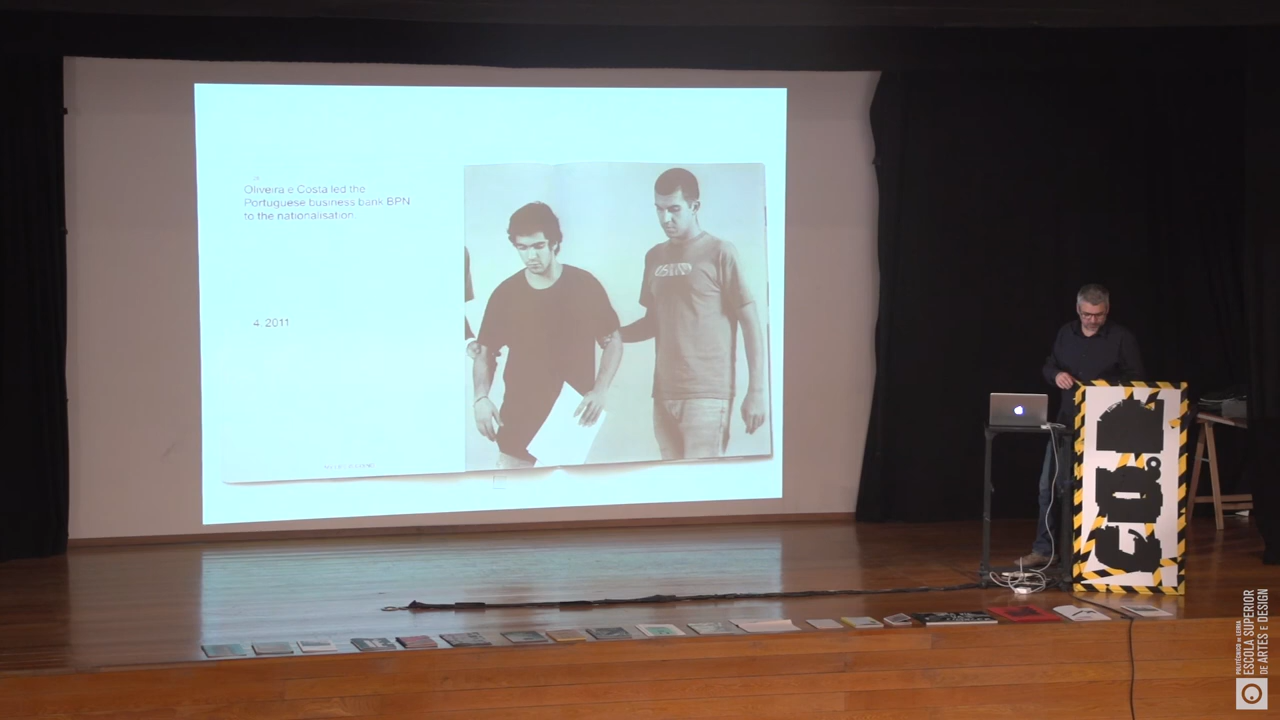 Oliveira e Costa led the
Portuguese business bank BPN
to the nationalisation.
4. 2011
POLITÉCNICO DE LEIRIA
ESCOLA SUPERIOR
DE ARTES E DESIGN